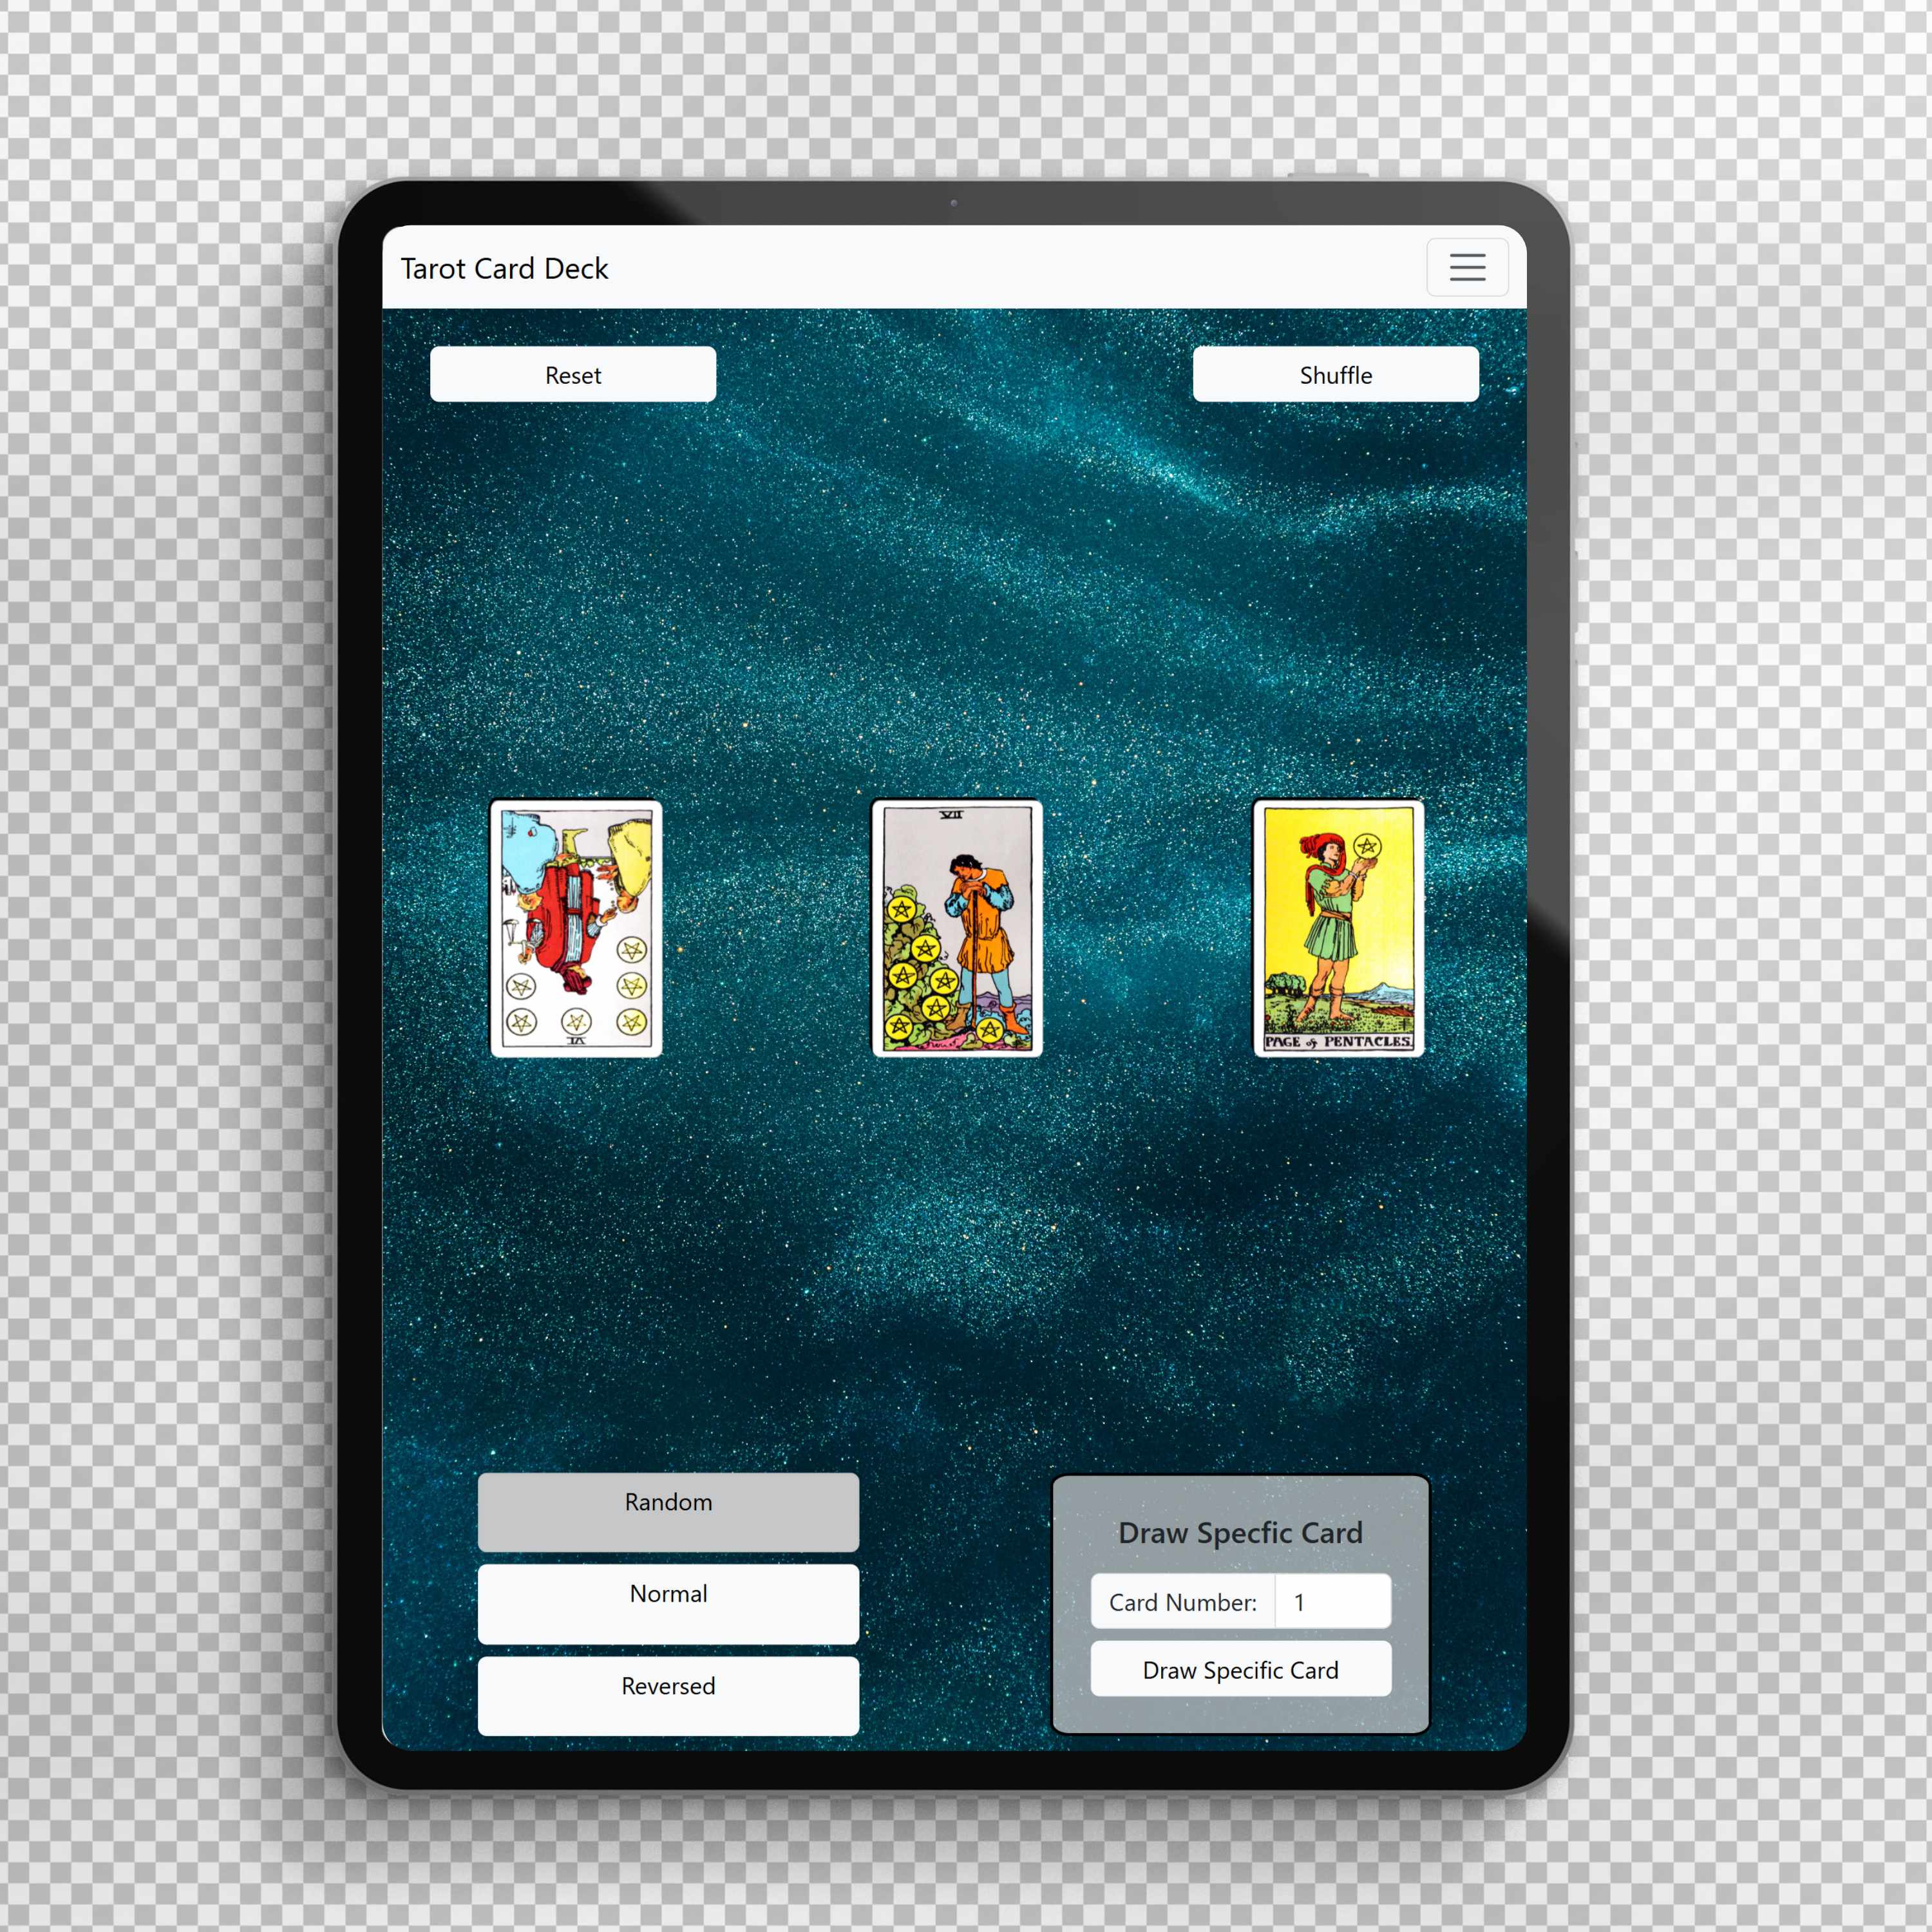 Tarot Card Deck
Reset
Shuffle
VI
VII
PAGE of PENTACLES.
Random
Normal
Reversed
Draw Specfic Card
Card Number: 1
Draw Specific Card